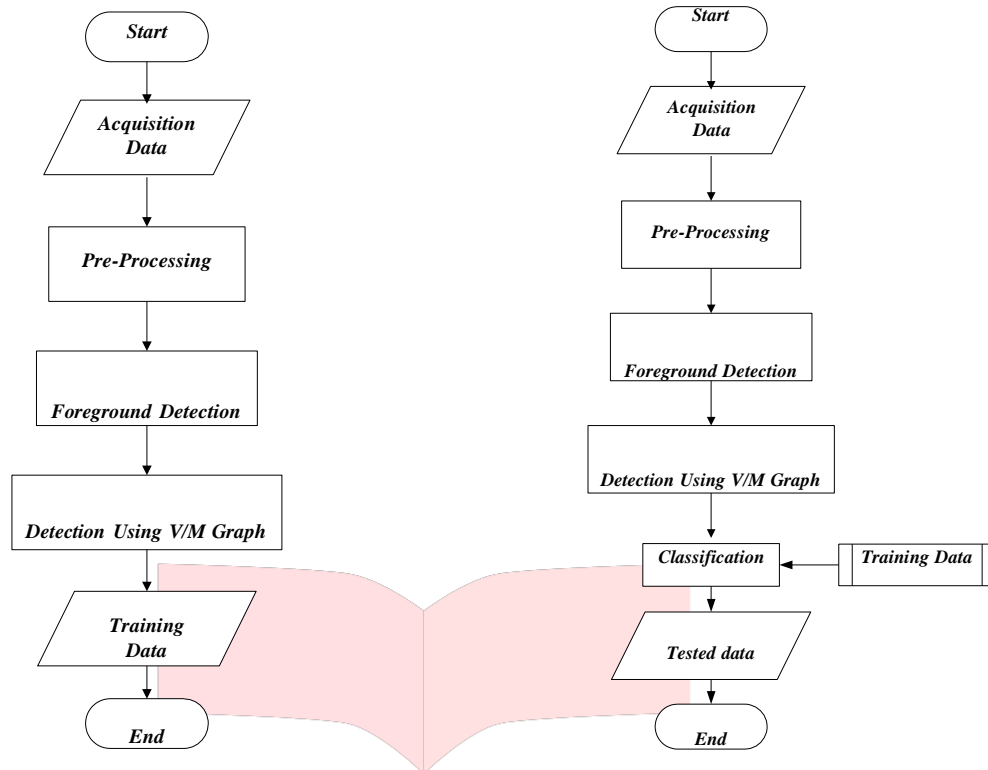 Start
Acquisition
Data
Pre-Processing
Foreground Detection
Detection Using V/M Graph
Training
Data
End
Start
Acquisition
Data
Pre-Processing
Foreground Detection
Detection Using V/M Graph
Classification
Training Data
Tested data
End